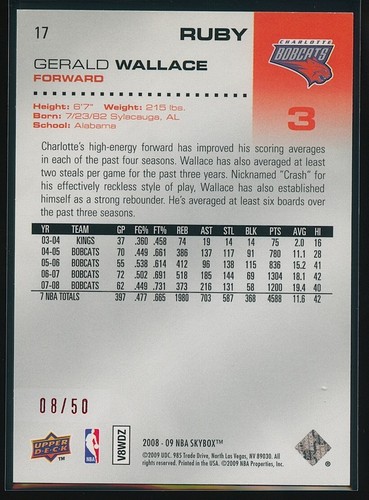 17
RUBY
GERALD WALLACE
FORWARD
CHARLOTTE
BOBCATS
3
Height: 6'7" Weight: 215 lbs.
Born: 7/23/82 Sylacauga, AL
School: Alabama
Charlotte's high-energy forward has improved his scoring averages
in each of the past four seasons. Wallace has also averaged at least
two steals per game for the past three years. Nicknamed "Crash" for
his effectively reckless style of play, Wallace has also established
himself as a strong rebounder. He's averaged at least six boards over
the past three seasons.
YR TEAM GP FG% FT% REB AST STL BLK PTS AVG HI
03-04 KINGS 37 .360 .458 74 19 14 14 75 2.0 16
04-05 BOBCATS 70 .449 .661 386 137 117 91 780 11.1 28
05-06 BOBCATS 55 .538 .614 412 96 138 115 836 15.2 41
06-07 BOBCATS 72 .502 .691 518 185 144 69 1304 18.1 42
07-08 BOBCATS 62 .449 .731 373 216 131 58 1200 19.4 40
7 NBA TOTALS 397 .477 .665 1980 703 587 368 4588 11.6 42
08/50
UPPER DECK TM
NBA
V8WDZ
2008 - 09 NBA SKYBOX™
©2009 UDC. 985 Trade Drive, North Las Vegas, NV 89030. All
rights reserved. Printed in the USA. ©2009 NBA Properties, Inc.
®